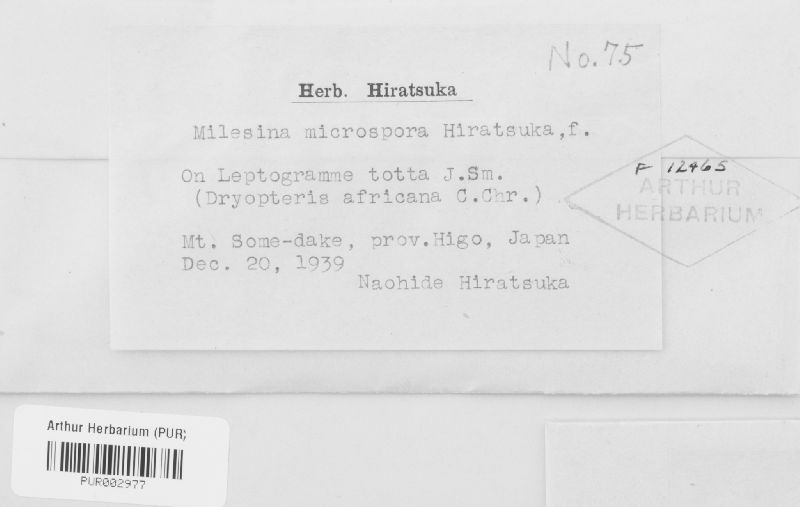 No. 75
Herb. Hiratsuka
Milesina microspora Hiratsuka,f.
On Leptogramme totta J.Sm.
(Dryopteris africana C.Chr.)
F 12465
ARTHUR
HERBARIUM
Mt. Some-dake, prov.Higo, Japan
Dec. 20, 1939
Naohide Hiratsuka
Arthur Herbarium (PUR)
PUR002977